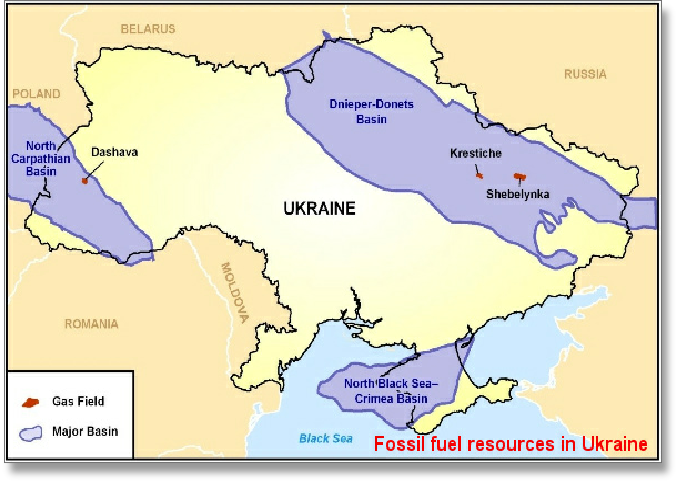 BELARUS
RUSSIA
POLAND
Dnieper-Donets
Basin
North
Carpathian
Basin
Dashava
Krestiche
Shebelynka
UKRAINE
MOLDOVA
ROMANIA
North Black Sea–
Crimea Basin
Gas Field
Major Basin
Black Sea
Fossil fuel resources in Ukraine